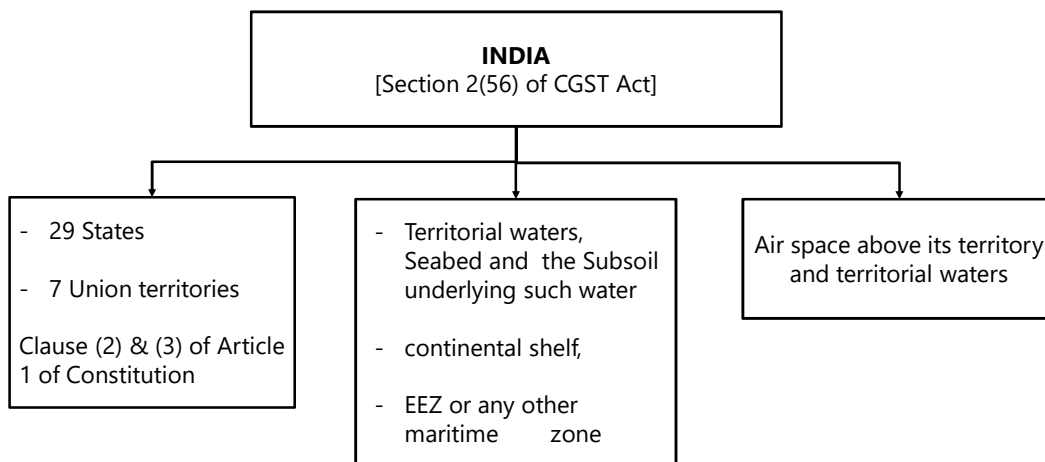 INDIA
[Section 2(56) of CGST Act]
- 29 States
- 7 Union territories
Clause (2) & (3) of Article
1 of Constitution
- Territorial waters,
Seabed and the Subsoil
underlying such water
- continental shelf,
- EEZ or any other
maritime zone
Air space above its territory
and territorial waters